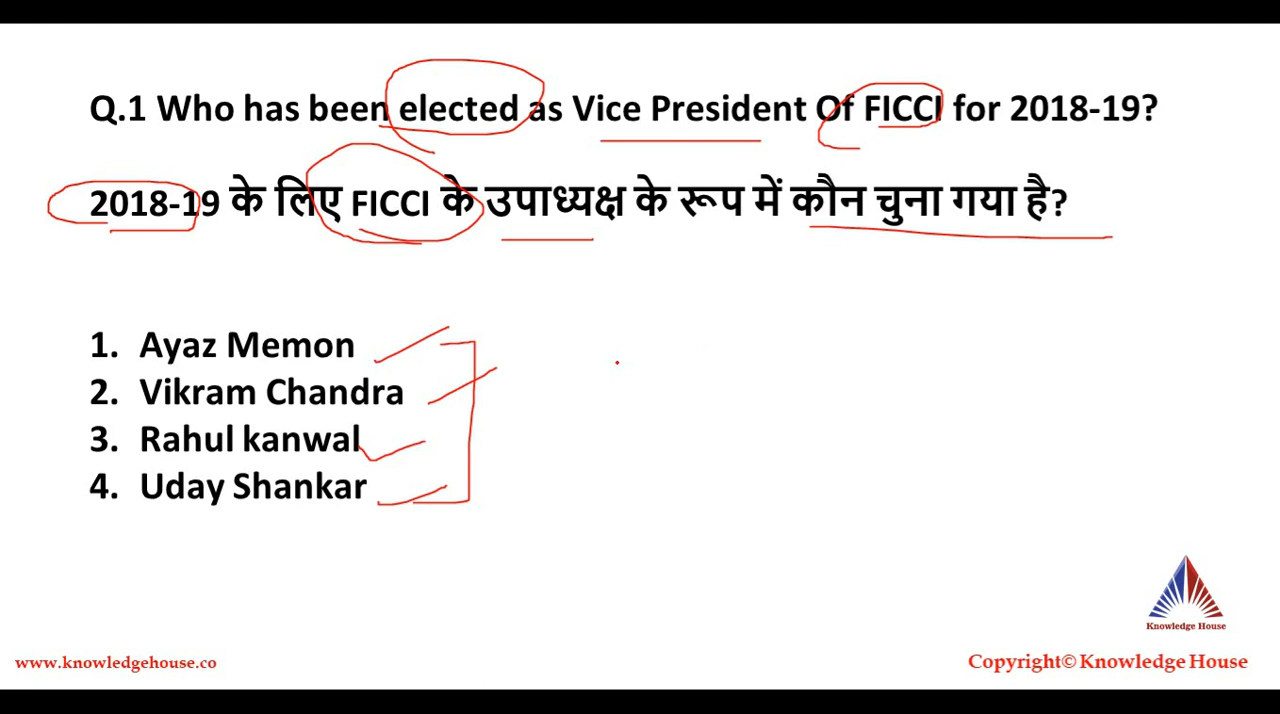 Q.1 Who has been elected as Vice President Of FICCI for 2018-19?
2018-19 के लिए FICCI के उपाध्यक्ष के रूप में कौन चुना गया है?
1. Ayaz Memon
2. Vikram Chandra
3. Rahul kanwal
4. Uday Shankar
Knowledge House
www.knowledgehouse.co
Copyright© Knowledge House